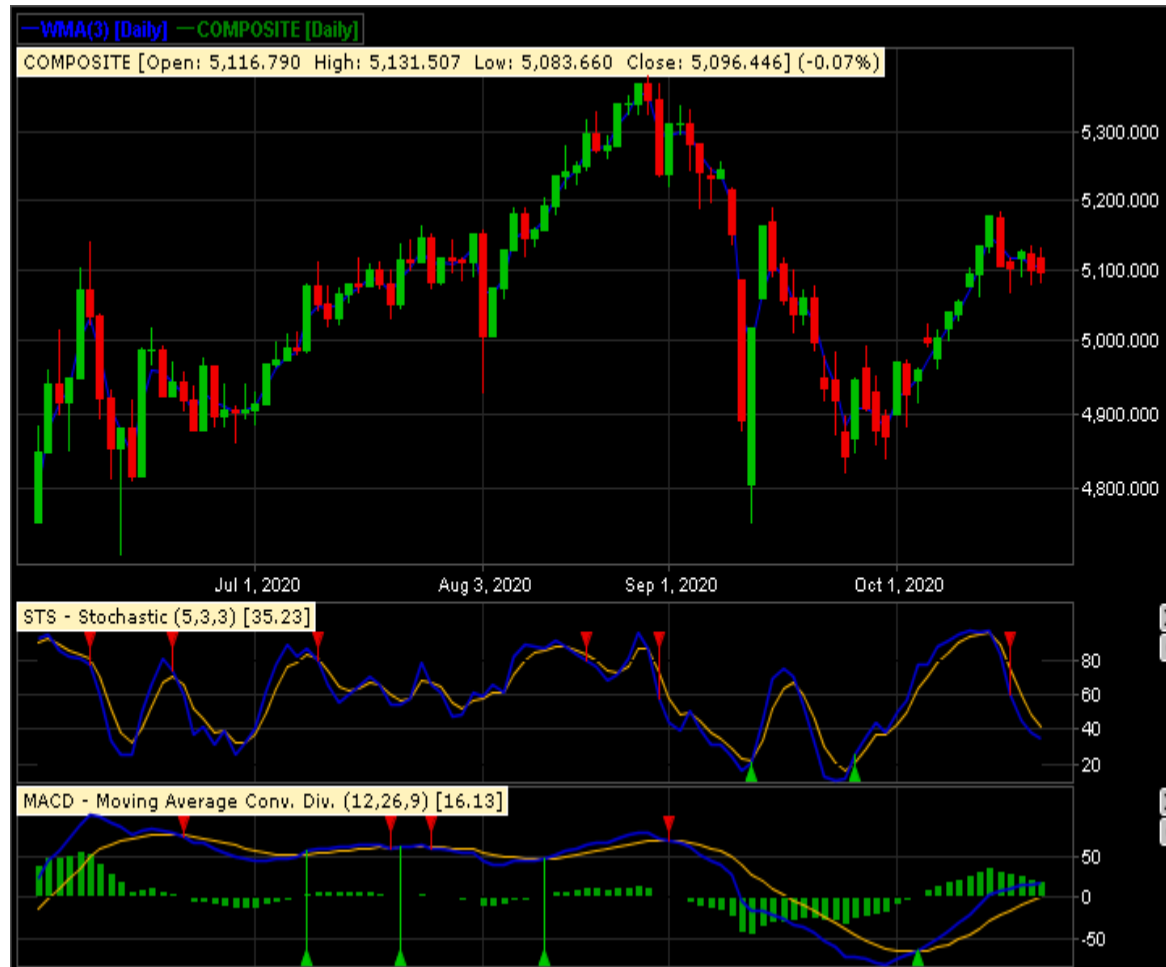 WMA(3) [Daily] COMPOSITE [Daily]
COMPOSITE [Open: 5,116.790 High: 5,131.507 Low: 5,083.660 Close: 5,096.446] (-0.07%)
5,300.000
5,200.000
5,100.000
5,000.000
4,900.000
4,800.000
Jul 1, 2020 Aug 3, 2020 Sep 1, 2020 Oct 1, 2020
STS - Stochastic (5,3,3) [35.23]
80
60
40
20
MACD - Moving Average Conv. Div. (12,26,9) [16.13]
50
0
-50